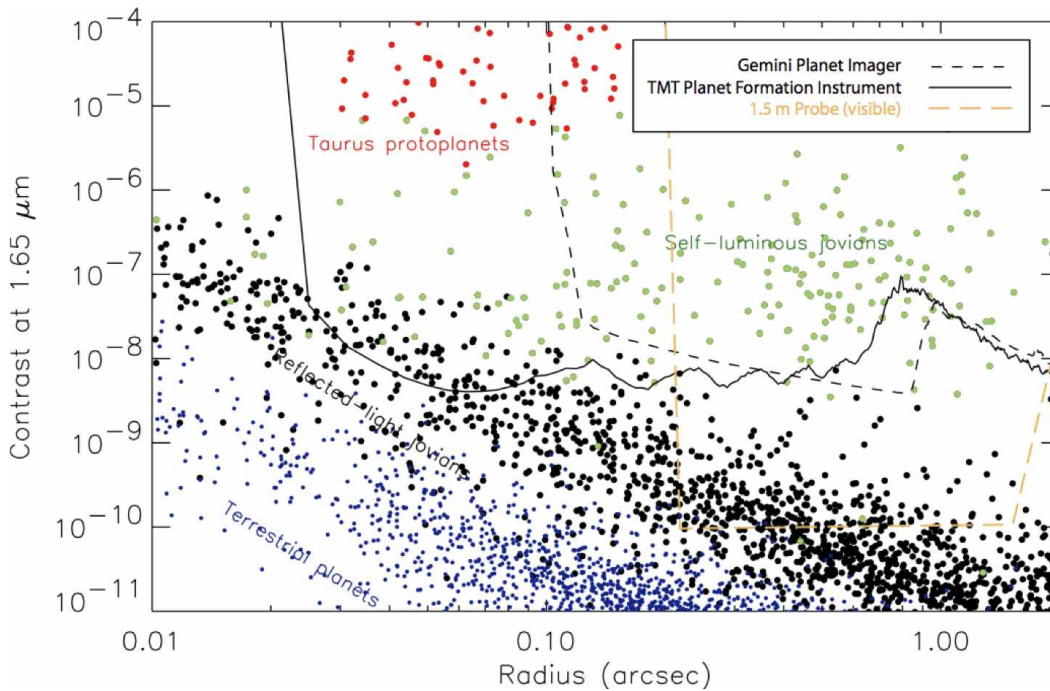 10⁻⁴
10⁻⁵
10⁻⁶
10⁻⁷
10⁻⁸
10⁻⁹
10⁻¹⁰
10⁻¹¹
Contrast at 1.65 μm
Gemini Planet Imager
TMT Planet Formation Instrument
1.5 m Probe (visible)
Taurus protoplanets
Self-luminous jovians
Reflected-light jovians
Terrestrial planets
0.01
0.10
1.00
Radius (arcsec)